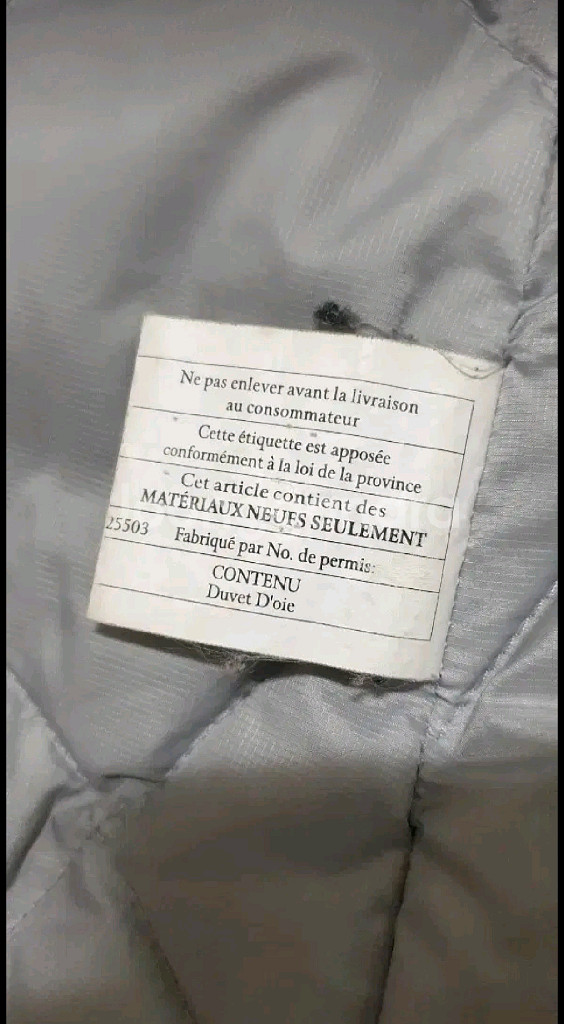 Ne pas enlever avant la livraison
au consommateur
Cette étiquette est apposée
conformément à la loi de la province
Cet article contient des
MATÉRIAUX NEUFS SEULEMENT
25503 Fabriqué par No. de permis:
CONTENU
Duvet D'oie